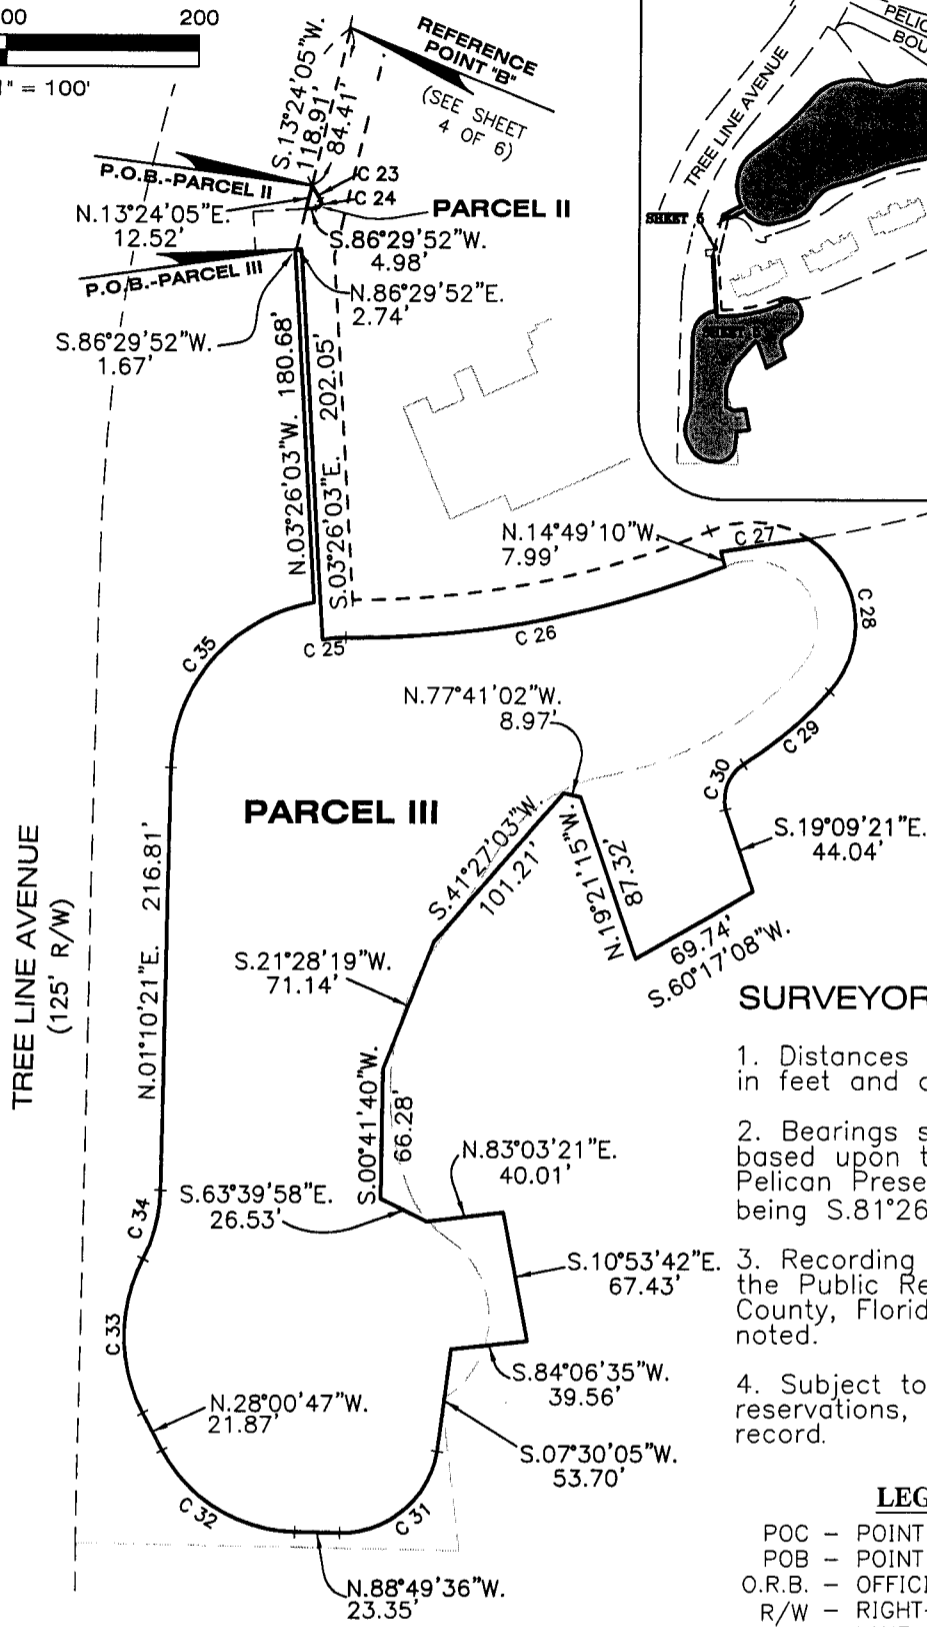 00
200
1" = 100'
S.13°24'05"W.
118.91'
84.41'
REFERENCE
POINT "B"
(SEE SHEET
4 OF 6)
PELIC
BOU
TREE LINE AVENUE
P.O.B.-PARCEL II
C 23
C 24
PARCEL II
N.13°24'05"E.
12.52'
S.86°29'52"W.
4.98'
P.O.B.-PARCEL III
N.86°29'52"E.
2.74'
S.86°29'52"W.
1.67'
N.03°26'03"W. 180.68'
S.03°26'03"E. 202.05'
N.14°49'10"W.
7.99'
C 27
C 28
C 35
C 25
C 26
N.77°41'02"W.
8.97'
C 29
C 30
PARCEL III
S.41°27'03"W.
101.21'
N.19°21'15"W.
87.32'
S.19°09'21"E.
44.04'
69.74'
S.60°17'08"W.
TREE LINE AVENUE
(125' R/W)
N.01°10'21"E. 216.81'
S.21°28'19"W.
71.14'
S.00°41'40"W.
66.28'
N.83°03'21"E.
40.01'
S.63°39'58"E.
26.53'
C 34
S.10°53'42"E.
67.43'
C 33
S.84°06'35"W.
39.56'
N.28°00'47"W.
21.87'
S.07°30'05"W.
53.70'
C 32
C 31
N.88°49'36"W.
23.35'
SURVEYOR
1. Distances
in feet and
2. Bearings s
based upon t
Pelican Prese
being S.81°26
3. Recording
the Public Re
County, Florid
noted.
4. Subject to
reservations,
record.
LEG
POC - POINT
POB - POINT
O.R.B. - OFFICI
R/W - RIGHT-